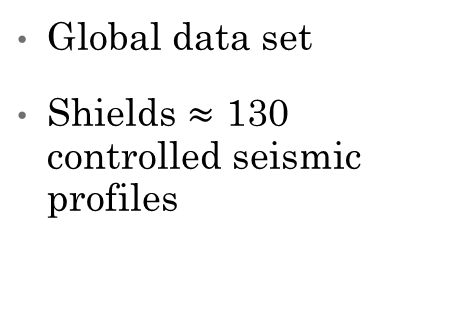 • Global data set
• Shields ≈ 130
controlled seismic
profiles